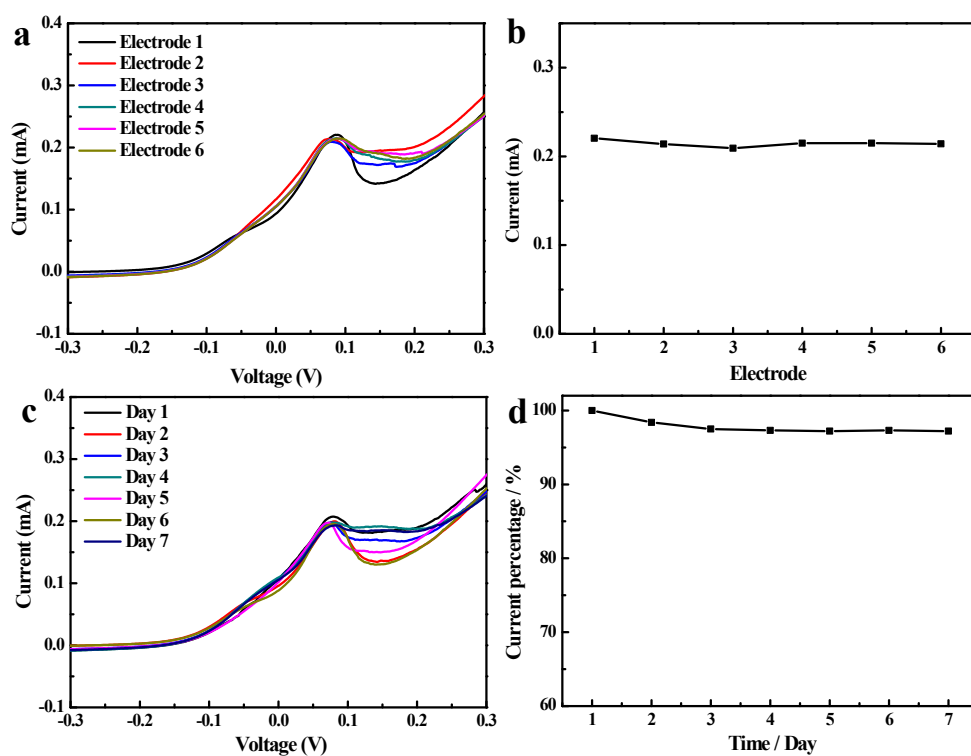 a
Electrode 1
Electrode 2
Electrode 3
Electrode 4
Electrode 5
Electrode 6
0.4
0.3
0.2
0.1
0.0
-0.1
Current (mA)
-0.3
-0.2
-0.1
0.0
0.1
0.2
0.3
Voltage (V)
b
0.3
0.2
0.1
0.0
Current (mA)
1
2
3
4
5
6
Electrode
c
Day 1
Day 2
Day 3
Day 4
Day 5
Day 6
Day 7
0.4
0.3
0.2
0.1
0.0
-0.1
Current (mA)
-0.3
-0.2
-0.1
0.0
0.1
0.2
0.3
Voltage (V)
d
100
90
80
70
60
Current percentage / %
1
2
3
4
5
6
7
Time / Day